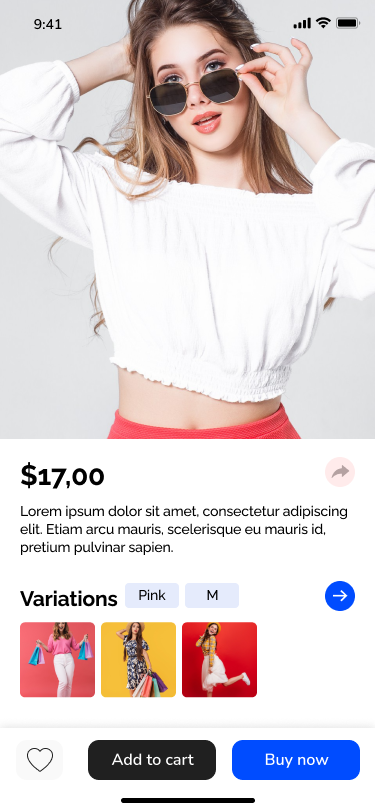 9:41
$17,00
Lorem ipsum dolor sit amet, consectetur adipiscing
elit. Etiam arcu mauris, scelerisque eu mauris id,
pretium pulvinar sapien.
Variations Pink M
Add to cart Buy now